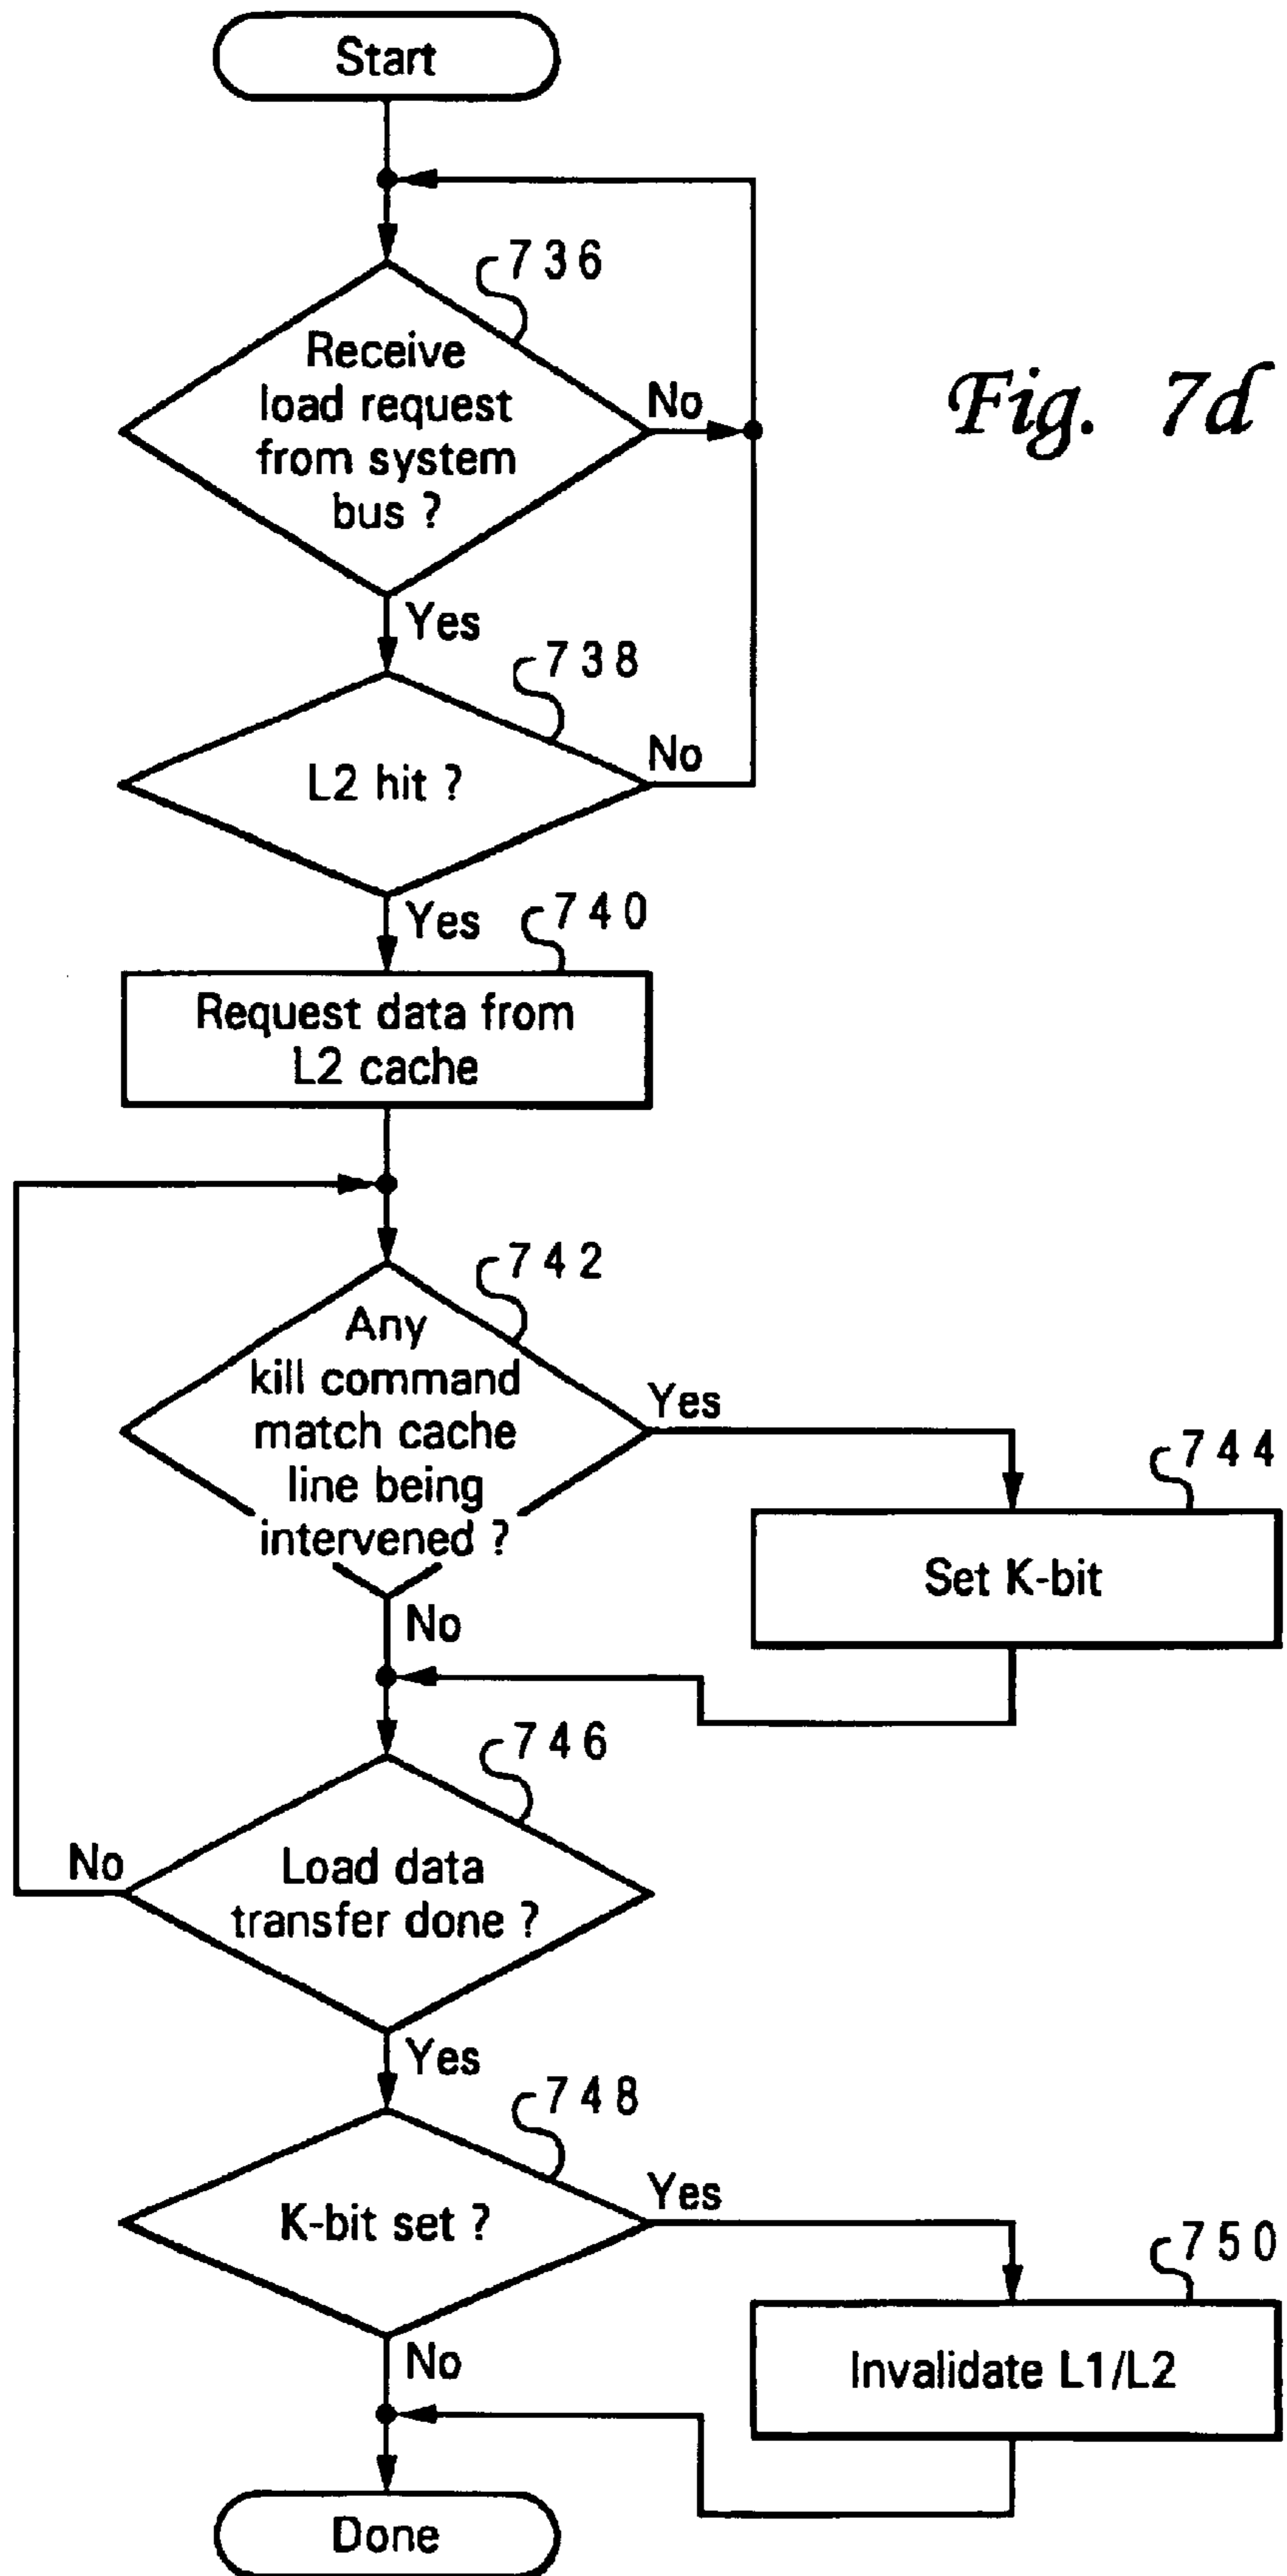 Start
736
Receive
load request
from system
bus ?
No
Fig. 7d
Yes
738
L2 hit ?
No
Yes
740
Request data from
L2 cache
742
Any
kill command
match cache
line being
intervened ?
Yes
744
Set K-bit
No
746
Load data
transfer done ?
No
Yes
748
K-bit set ?
Yes
750
Invalidate L1/L2
No
Done